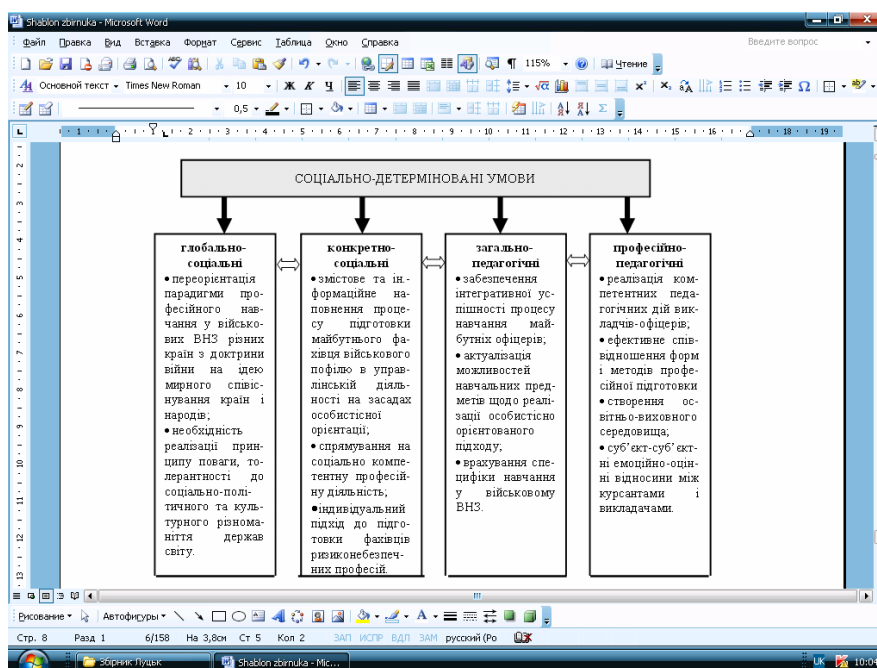 Shablon zbirnuka - Microsoft Word
Файл Правка Вид Вставка Формат Сервис Таблица Окно Справка
Введите вопрос
115%
Чтение
Основной текст
Times New Roman
10
Ж К Ч
0,5
СОЦІАЛЬНО-ДЕТЕРМІНОВАНІ УМОВИ
глобально-
соціальні
• переорієнтація
парадигми про-
фесійного нав-
чання у військо-
вих ВНЗ різних
країн з доктрини
війни на ідею
мирного співіс-
нування країн і
народів;
• необхідність
реалізації прин-
ципу поваги, то-
лерантності до
соціально-полі-
тичного та куль-
турного різнома-
ніття держав
світу.
конкретно-
соціальні
• змістове та ін.-
формаційне на-
повнення проце-
су підготовки
майбутнього фа-
хівця військового
пофілю в управ-
лінській діяль-
ності на засадах
особистісної
орієнтації;
• спрямування на
соціально компе-
тентну професій-
ну діяльність;
•індивідуальний
підхід до підго-
товки фахівців
ризиконебезпеч-
них професій.
загально-
педагогічні
• забезпечення
інтегративної ус-
пішності процесу
навчання май-
бутніх офіцерів;
• актуалізація
можливостей
навчальних пред-
метів щодо реалі-
зації особистісно
орієнтованого
підходу;
• врахування спе-
цифіки навчання
у військовому
ВНЗ.
професійно-
педагогічні
• реалізація ком-
петентних педа-
гогічних дій вик-
ладчів-офіцерів;
• ефективне спів-
відношення форм
і методів профе-
сійної підготовки
• створення ос-
вітньо-виховного
середовища;
• суб’єкт-суб’єкт-
ні емоційно-оцін-
ні відносини між
курсантами і
викладачами.
Рисование
Автофигуры
Стр. 8 Разд 1 6/158 На 3,8см Ст 5 Кол 2 ЗАП ИСПР ВДЛ ЗАМ русский (Ро
Збірник Луцьк
Shablon zbirnuka - Mic...
UK
10:04